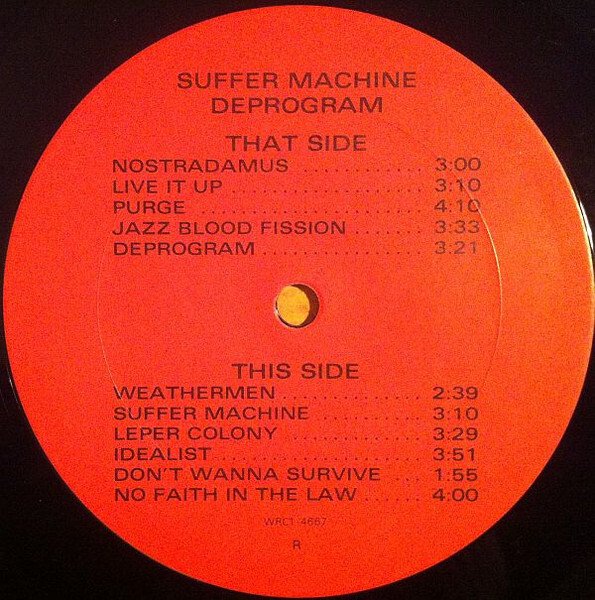 SUFFER MACHINE
DEPROGRAM
THAT SIDE
NOSTRADAMUS ............ 3:00
LIVE IT UP .................... 3:10
PURGE ....................... 4:10
JAZZ BLOOD FISSION ....... 3:33
DEPROGRAM ................ 3:21
THIS SIDE
WEATHERMEN .............. 2:39
SUFFER MACHINE .......... 3:10
LEPER COLONY ............. 3:29
IDEALIST .................... 3:51
DON'T WANNA SURVIVE ... 1:55
NO FAITH IN THE LAW ...... 4:00
WRC1-4667
R